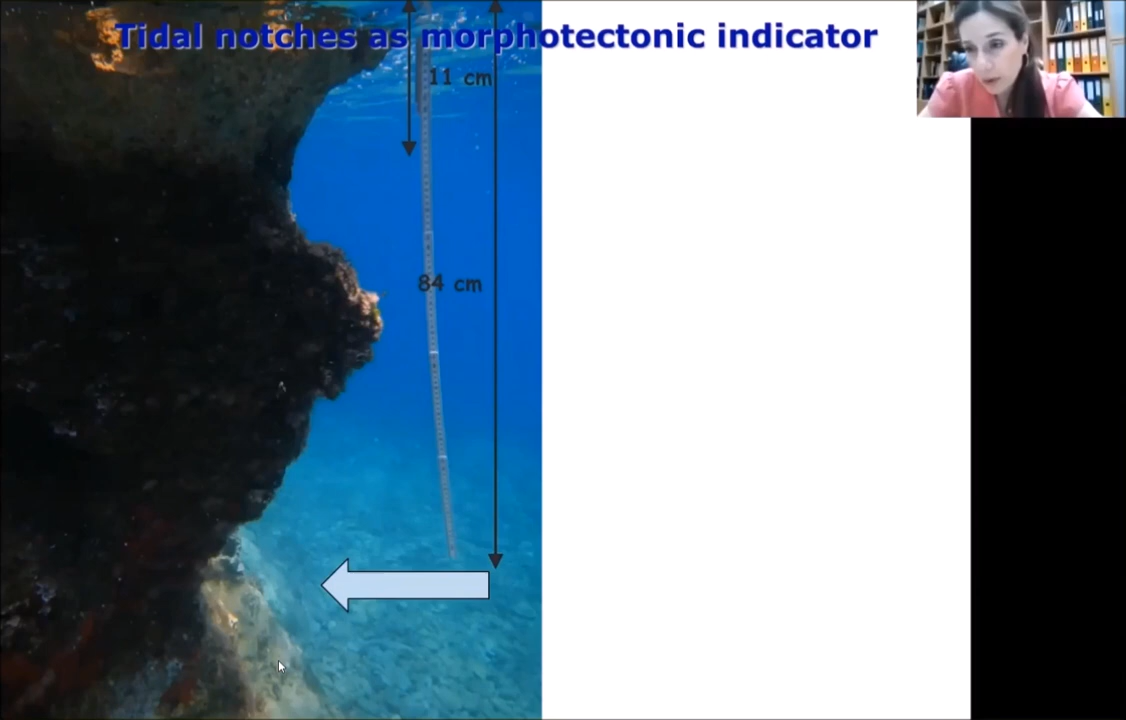 Tidal notches as morphotectonic indicator
11 cm
84 cm